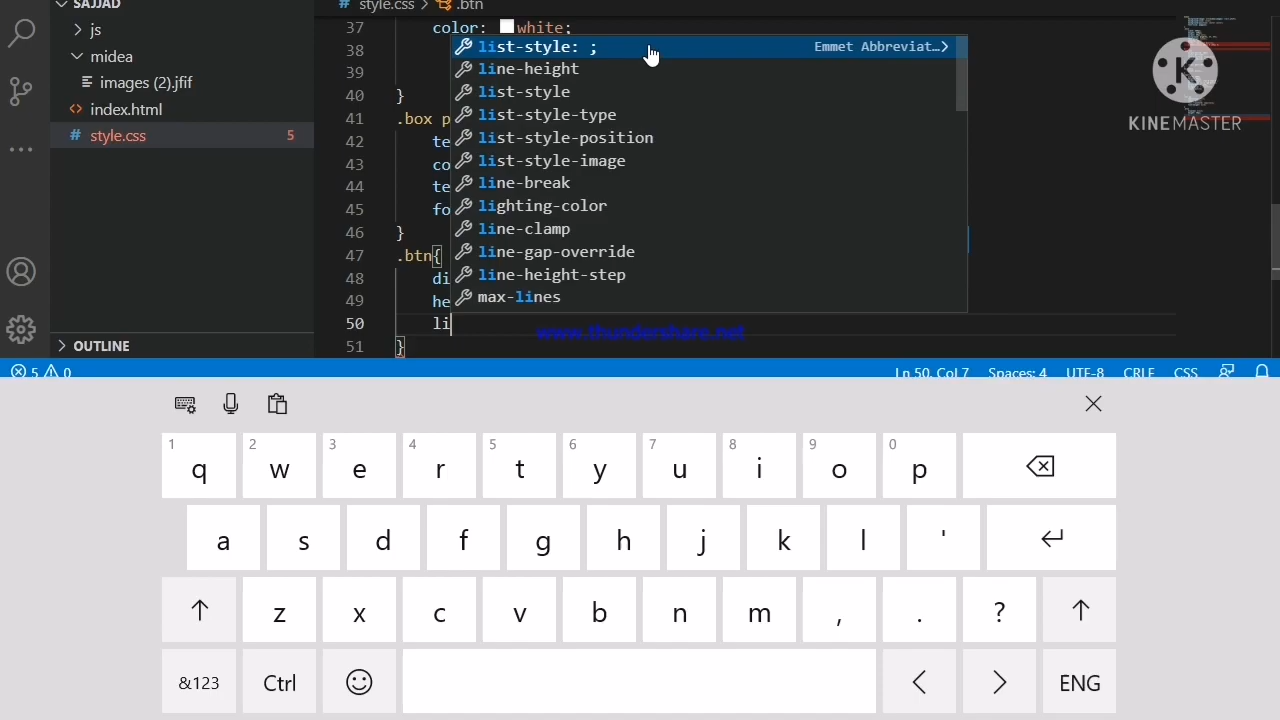 SAJJAD
js
midea
images (2).jfif
index.html
style.css 5
OUTLINE
style.css > .btn
37 color: white;
38
39
40 }
41 .box p
42 te
43 co
44 te
45 fo
46 }
47 .btn{
48 di
49 he
50 li
51 }
list-style: ; Emmet Abbreviat…>
line-height
list-style
list-style-type
list-style-position
list-style-image
line-break
lighting-color
line-clamp
line-gap-override
line-height-step
max-lines
K
KINEMASTER
www.thundershare.net
5 0 Ln 50, Col 7 Spaces: 4 UTF-8 CRLF CSS
1 2 3 4 5 6 7 8 9 0
q w e r t y u i o p
a s d f g h j k l '
z x c v b n m , . ?
&123 Ctrl ENG